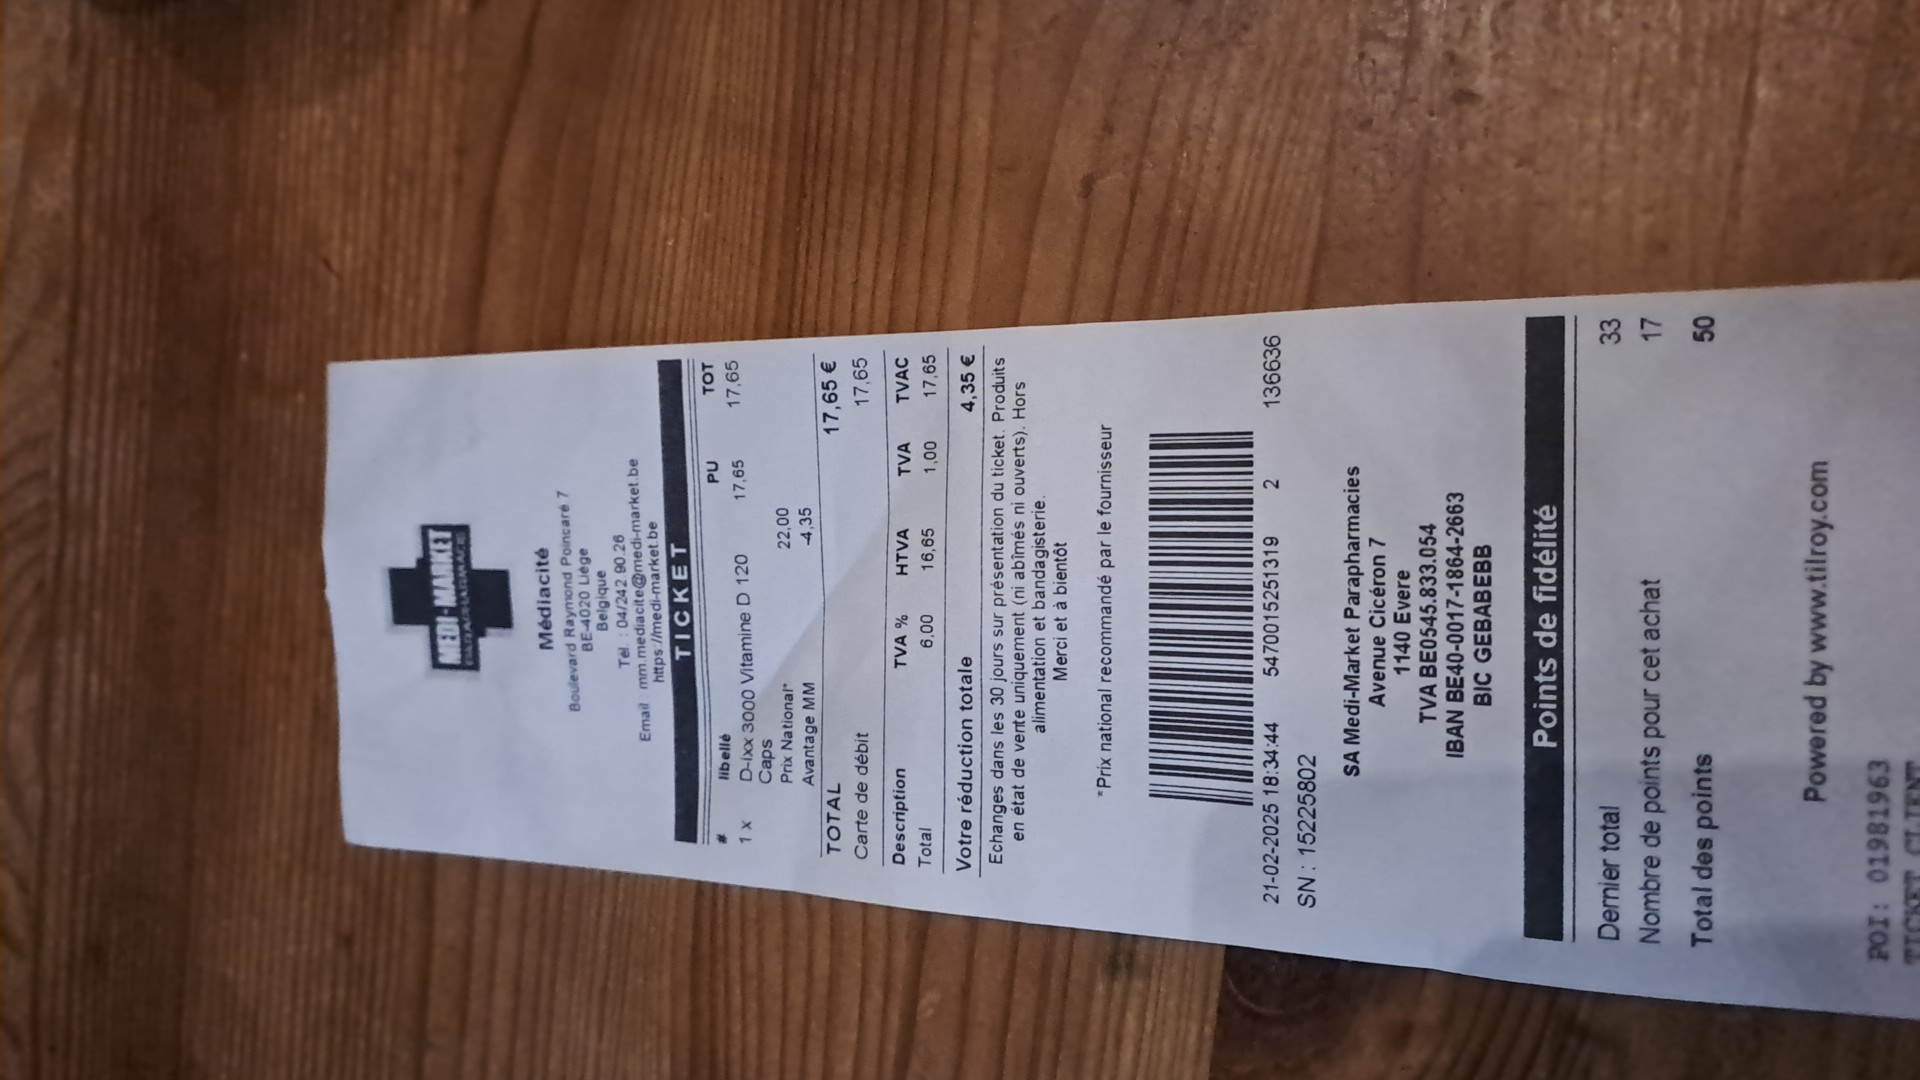 MEDI-MARKET
PARAPHARMACIE
Médiacité
Boulevard Raymond Poincaré 7
BE-4020 Liège
Belgique
Tél. : 04/242.90.26
Email : mm.mediacite@medi-market.be
https://medi-market.be
TICKET
# libellé PU TOT
1 x D-ixx 3000 Vitamine D 120 17,65 17,65
Caps
Prix National* 22,00
Avantage MM -4,35
TOTAL 17,65 €
Carte de débit 17,65
Description TVA % HTVA TVA TVAC
Total 6,00 16,65 1,00 17,65
Votre réduction totale 4,35 €
Echanges dans les 30 jours sur présentation du ticket. Produits
en état de vente uniquement (ni abîmés ni ouverts). Hors
alimentation et bandagisterie.
Merci et à bientôt
*Prix national recommandé par le fournisseur
21-02-2025 18:34:44 5470015251319 2 136636
SN : 15225802
SA Medi-Market Parapharmacies
Avenue Cicéron 7
1140 Evere
TVA BE0545.833.054
IBAN BE40-0017-1864-2663
BIC GEBABEBB
Points de fidélité
Dernier total 33
Nombre de points pour cet achat 17
Total des points 50
Powered by www.tilroy.com
POI: 01981963
TICKET CLIENT